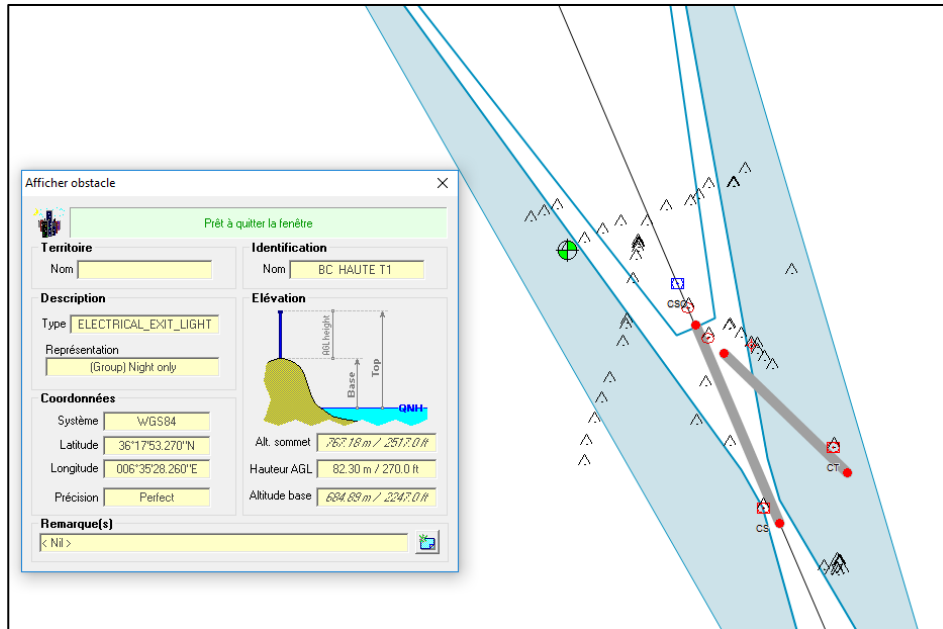 Afficher obstacle
Prêt à quitter la fenêtre
Territoire
Nom
Identification
Nom BC HAUTE T1
Description
Type ELECTRICAL_EXIT_LIGHT
Représentation
(Group) Night only
Elévation
AGL height
Base
Top
QNH
Coordonnées
Système WGS84
Latitude 36°17'53.270"N
Longitude 006°35'28.260"E
Précision Perfect
Alt. sommet 767.18 m / 2517.0 ft
Hauteur AGL 82.30 m / 270.0 ft
Altitude base 684.89 m / 2247.0 ft
Remarque(s)
< Nil >
CSO
CT
CS